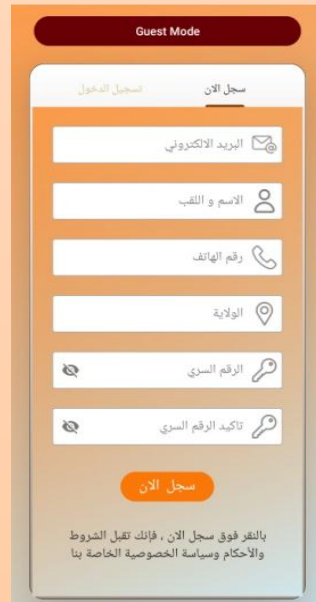 Guest Mode
سجل الان
تسجيل الدخول
البريد الالكتروني
الاسم و اللقب
رقم الهاتف
الولاية
الرقم السري
تاكيد الرقم السري
سجل الان
بالنقر فوق سجل الان ، فإنك تقبل الشروط
والأحكام وسياسة الخصوصية الخاصة بنا